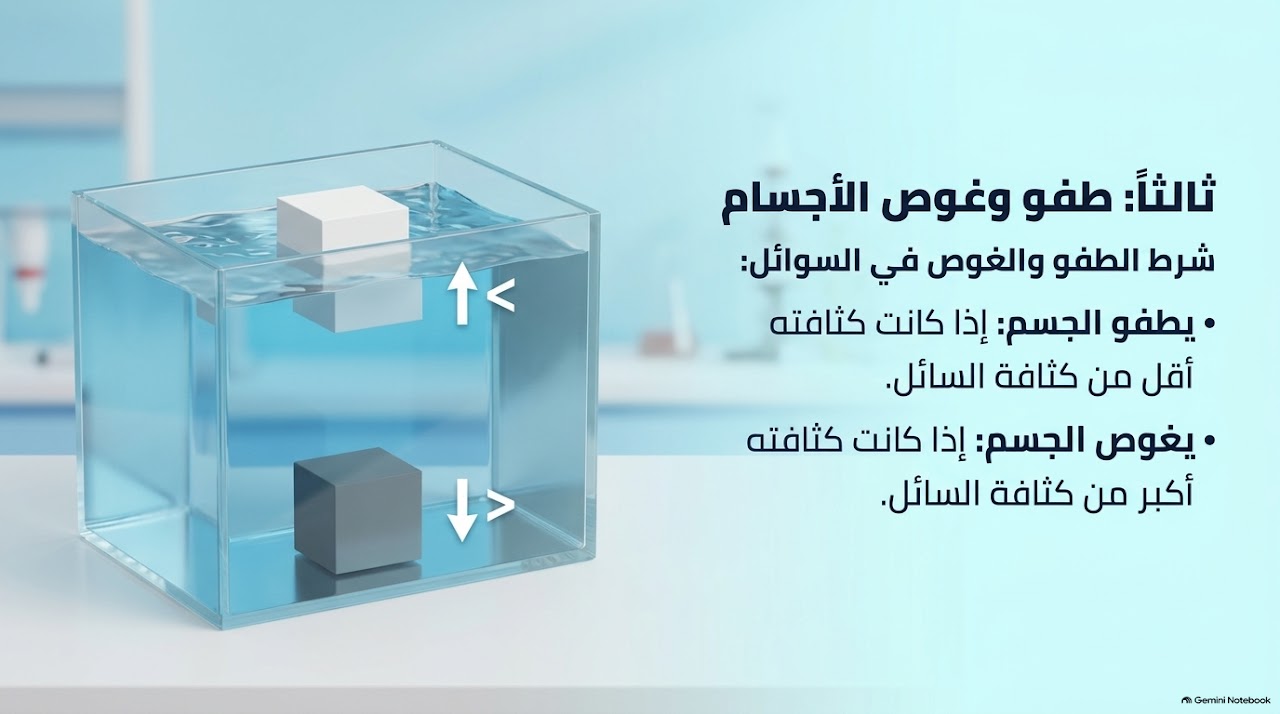 ثالثاً: طفو وغوص الأجسام
شرط الطفو والغوص في السوائل:
• يطفو الجسم: إذا كانت كثافته
أقل من كثافة السائل.
• يغوص الجسم: إذا كانت كثافته
أكبر من كثافة السائل.
<
>
Gemini Notebook